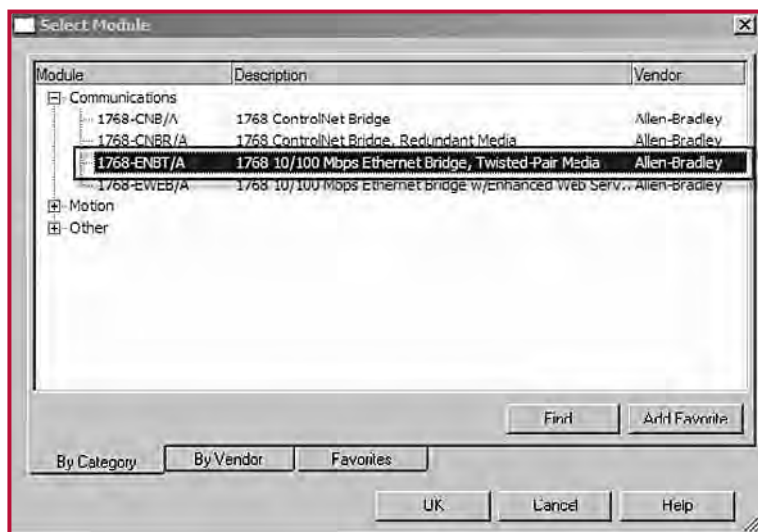 Select Module
Module Description Vendor
Communications
1768-CNB/A 1768 ControlNet Bridge Allen-Bradley
1768-CNBR/A 1768 ControlNet Bridge, Redundant Media Allen-Bradley
1768-ENBT/A 1768 10/100 Mbps Ethernet Bridge, Twisted-Pair Media Allen-Bradley
1768-EWEB/A 1768 10/100 Mbps Ethernet Bridge w/Enhanced Web Serv.. Allen-Bradley
Motion
Other
Find Add Favorite
By Category By Vendor Favorites
OK Cancel Help